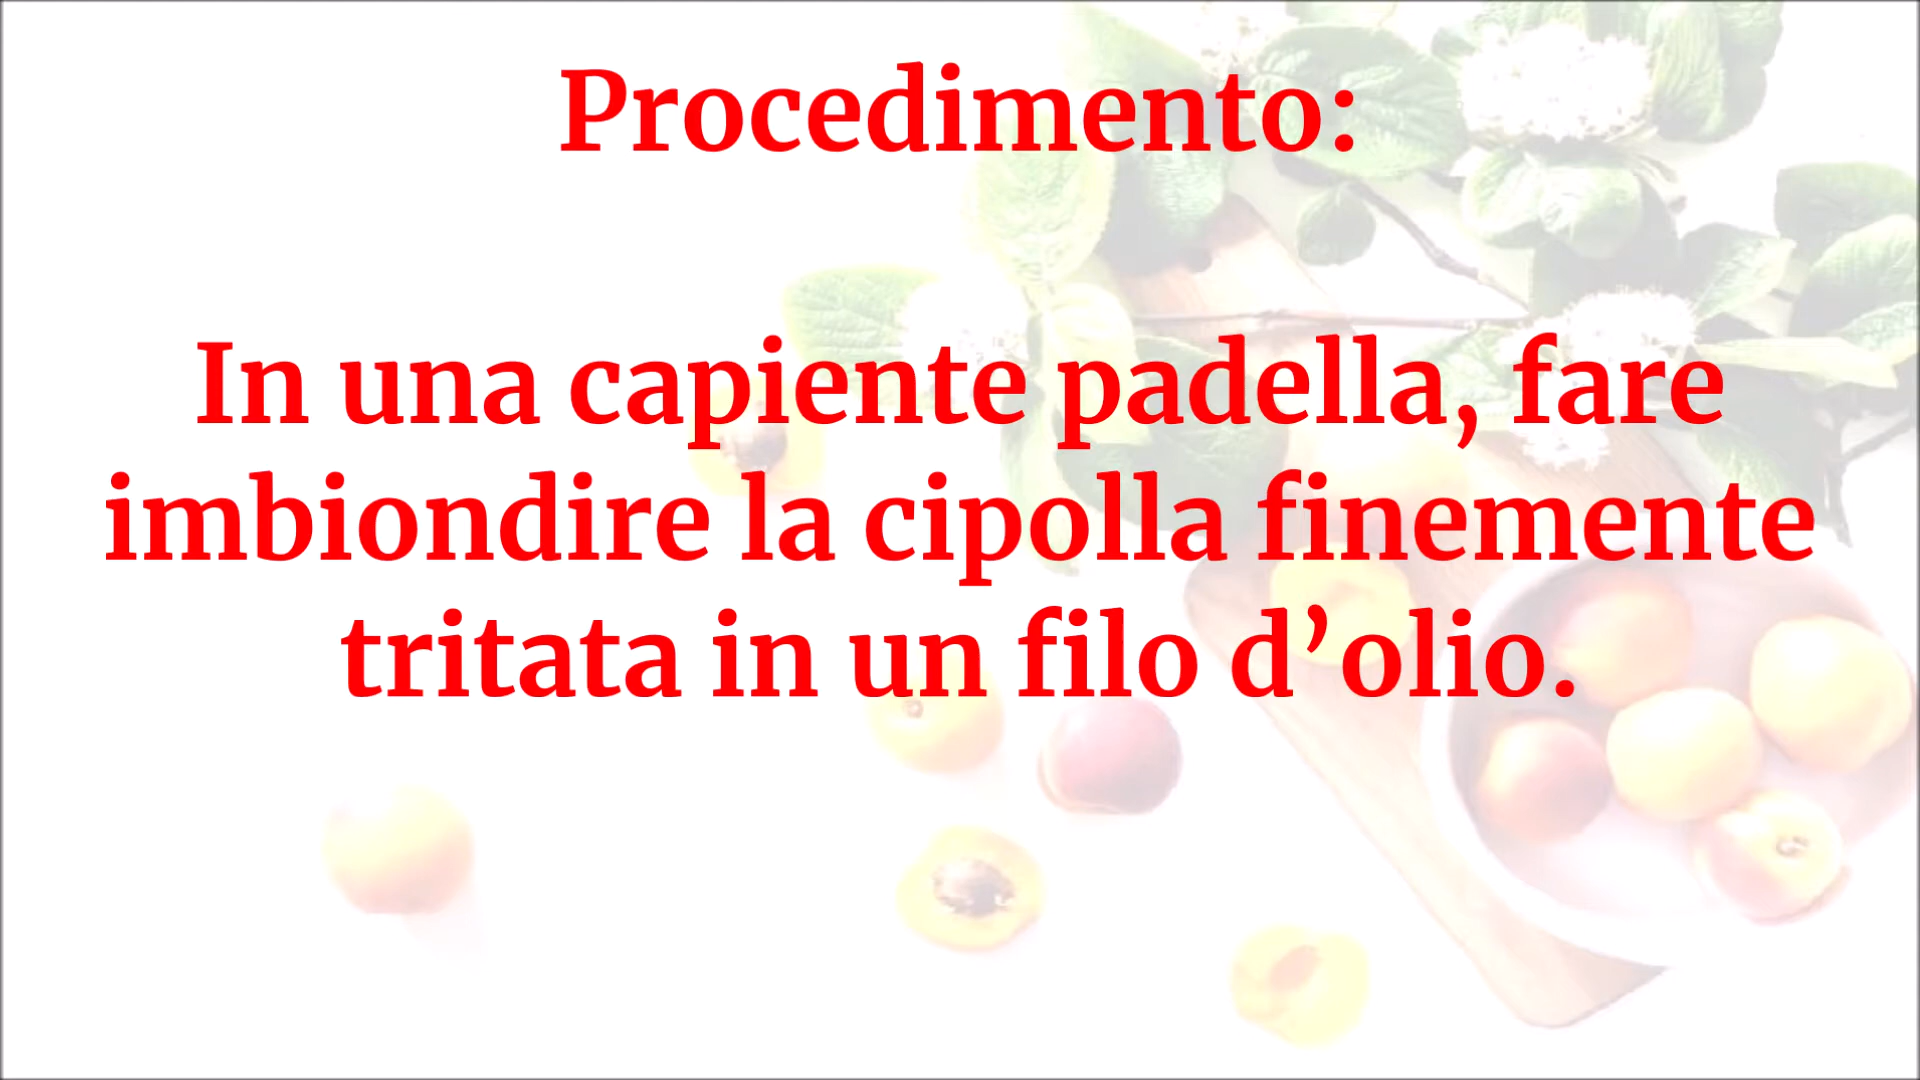 Procedimento:
In una capiente padella, fare
imbiondire la cipolla finemente
tritata in un filo d’olio.